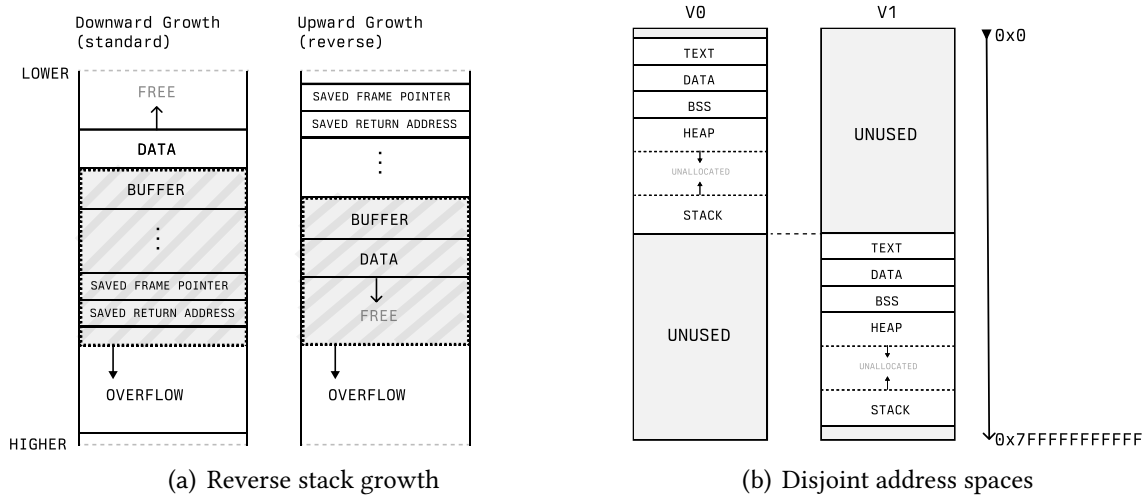 Downward Growth
(standard)
LOWER
FREE
DATA
BUFFER
⋮
SAVED FRAME POINTER
SAVED RETURN ADDRESS
OVERFLOW
HIGHER
Upward Growth
(reverse)
SAVED FRAME POINTER
SAVED RETURN ADDRESS
⋮
BUFFER
DATA
FREE
OVERFLOW
(a) Reverse stack growth
V0
TEXT
DATA
BSS
HEAP
UNALLOCATED
STACK
UNUSED
V1
UNUSED
TEXT
DATA
BSS
HEAP
UNALLOCATED
STACK
0x0
0x7FFFFFFFFFFF
(b) Disjoint address spaces